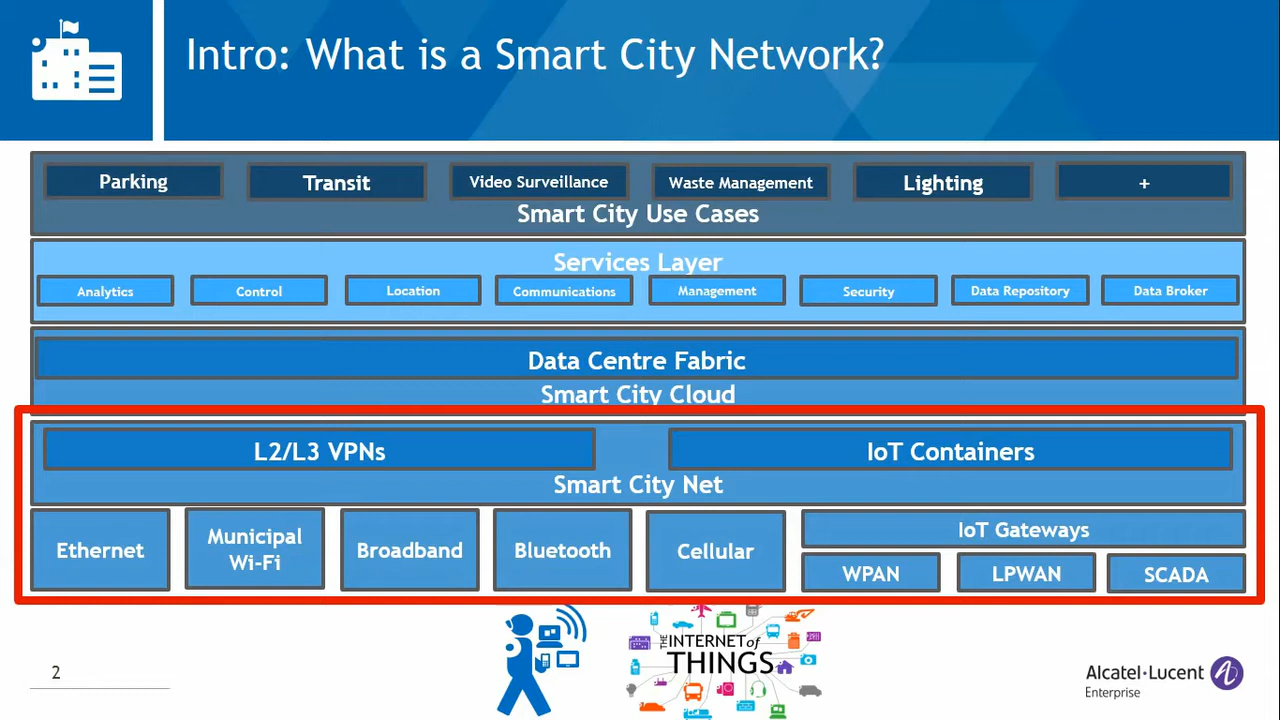 Intro: What is a Smart City Network?
Parking
Transit
Video Surveillance
Waste Management
Lighting
+
Smart City Use Cases
Services Layer
Analytics
Control
Location
Communications
Management
Security
Data Repository
Data Broker
Data Centre Fabric
Smart City Cloud
L2/L3 VPNs
IoT Containers
Smart City Net
Ethernet
Municipal
Wi-Fi
Broadband
Bluetooth
Cellular
IoT Gateways
WPAN
LPWAN
SCADA
THE INTERNET of
THINGS
2
Alcatel·Lucent
Enterprise